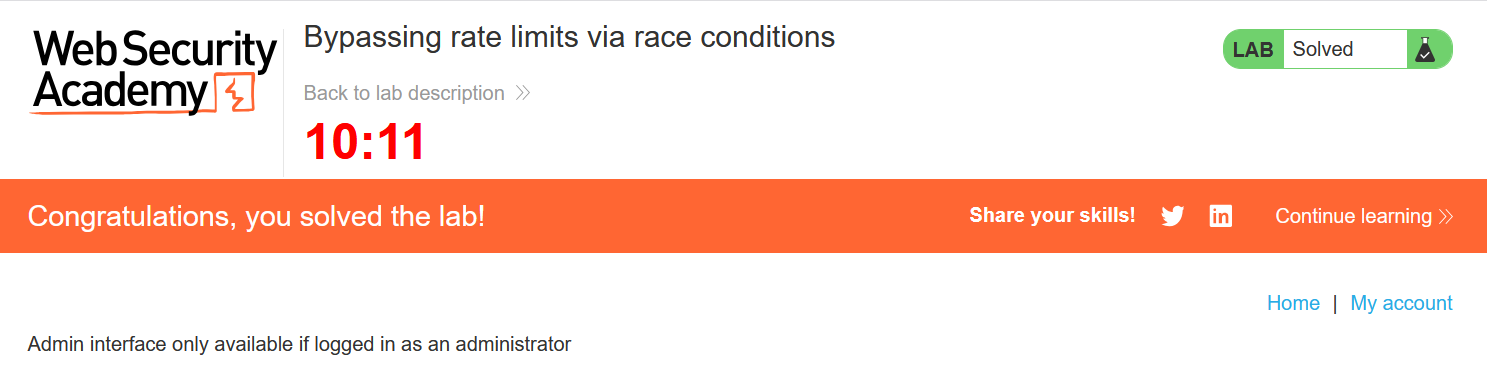 Web Security
Academy
Bypassing rate limits via race conditions
Back to lab description
10:11
LAB Solved
Congratulations, you solved the lab!
Share your skills!
Continue learning
Home | My account
Admin interface only available if logged in as an administrator